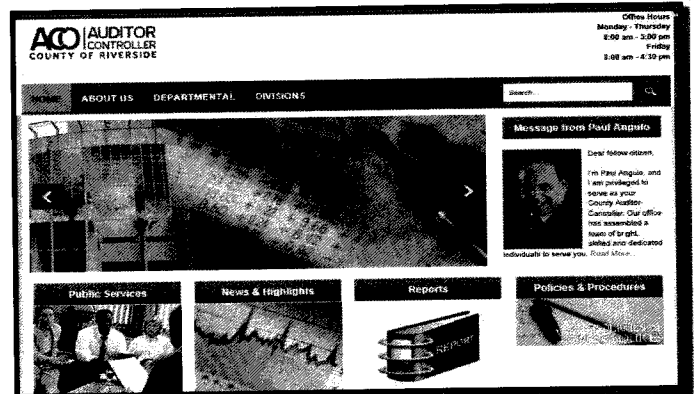 Office Hours
Monday - Thursday
8:00 am - 5:00 pm
Friday
8:00 am - 4:30 pm
ACO AUDITOR
CONTROLLER
COUNTY OF RIVERSIDE
HOME ABOUT US DEPARTMENTAL DIVISIONS
Search...
Message from Paul Angulo
Dear fellow citizen,
I'm Paul Angulo, and
I am privileged to
serve as your
County Auditor-
Controller. Our office
has assembled a
team of bright,
skilled and dedicated
individuals to serve you. Read More...
Public Services
News & Highlights
Reports
Policies & Procedures
REPORT